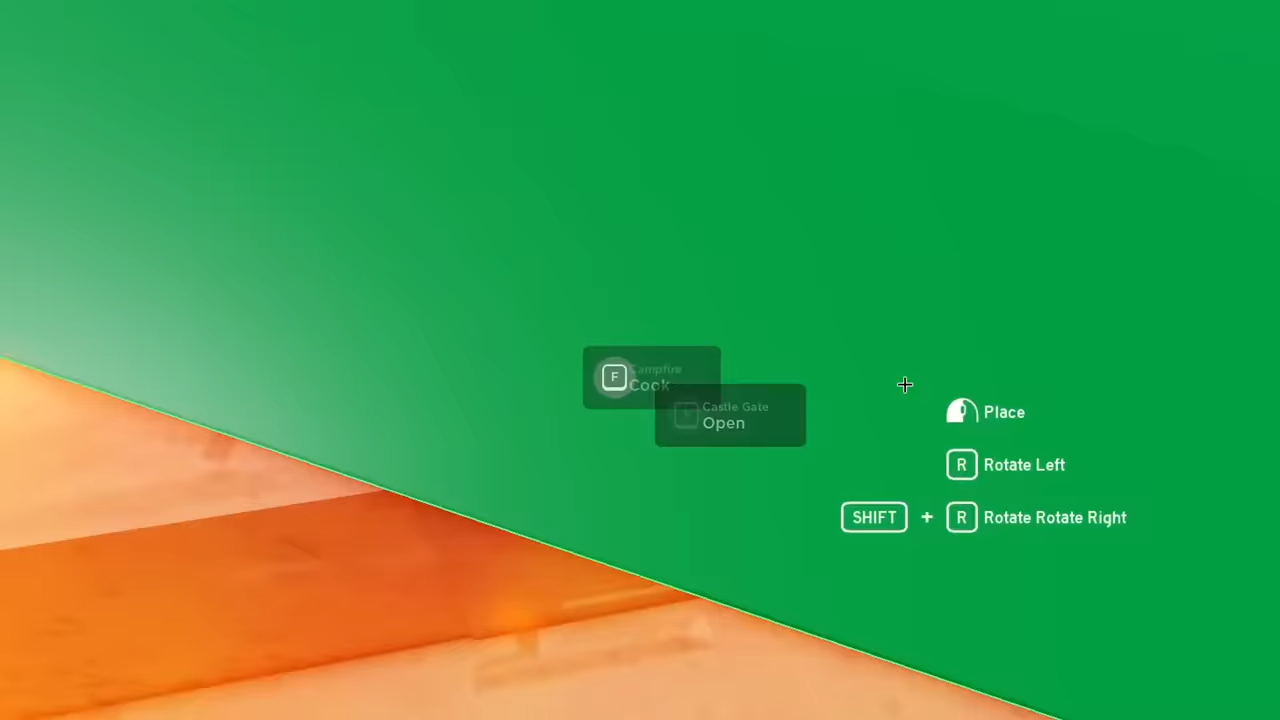 Campfire
F
Cook
Castle Gate
Open
Place
R Rotate Left
SHIFT + R Rotate Rotate Right